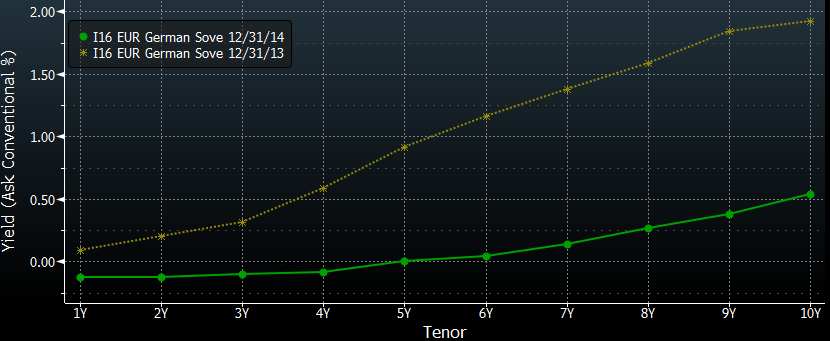 2.00
I16 EUR German Sove 12/31/14
I16 EUR German Sove 12/31/13
1.50
1.00
0.50
0.00
Yield (Ask Conventional %)
1Y 2Y 3Y 4Y 5Y 6Y 7Y 8Y 9Y 10Y
Tenor